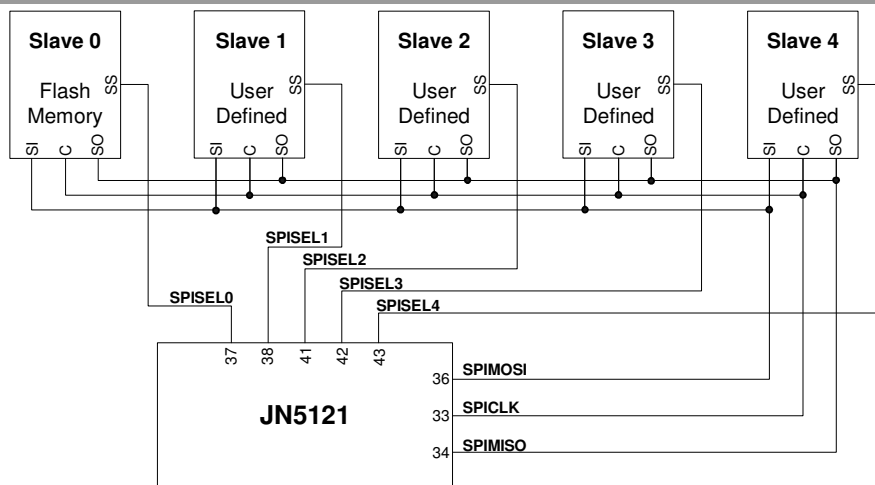 Slave 0
Slave 1
Slave 2
Slave 3
Slave 4
Flash
Memory
SS
User
Defined
SS
User
Defined
SS
User
Defined
SS
User
Defined
SS
SI
C
SO
SI
C
SO
SI
C
SO
SI
C
SO
SI
C
SO
SPISEL1
SPISEL2
SPISEL3
SPISEL0
SPISEL4
37
38
41
42
43
36
SPIMOSI
JN5121
33
SPICLK
34
SPIMISO